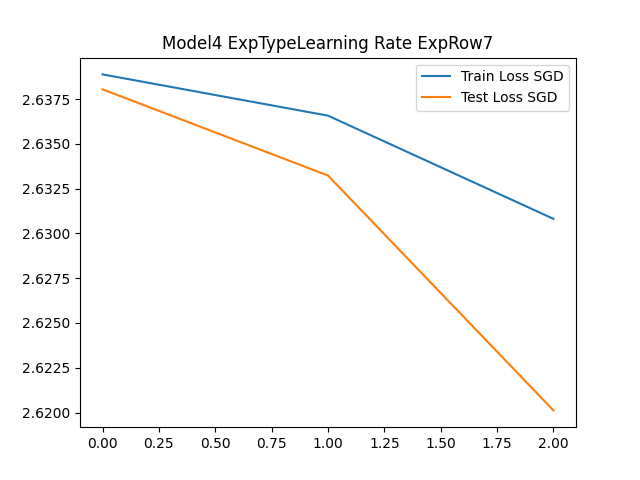 Model4 ExpTypeLearning Rate ExpRow7
Train Loss SGD
Test Loss SGD
2.6375
2.6350
2.6325
2.6300
2.6275
2.6250
2.6225
2.6200
0.00 0.25 0.50 0.75 1.00 1.25 1.50 1.75 2.00